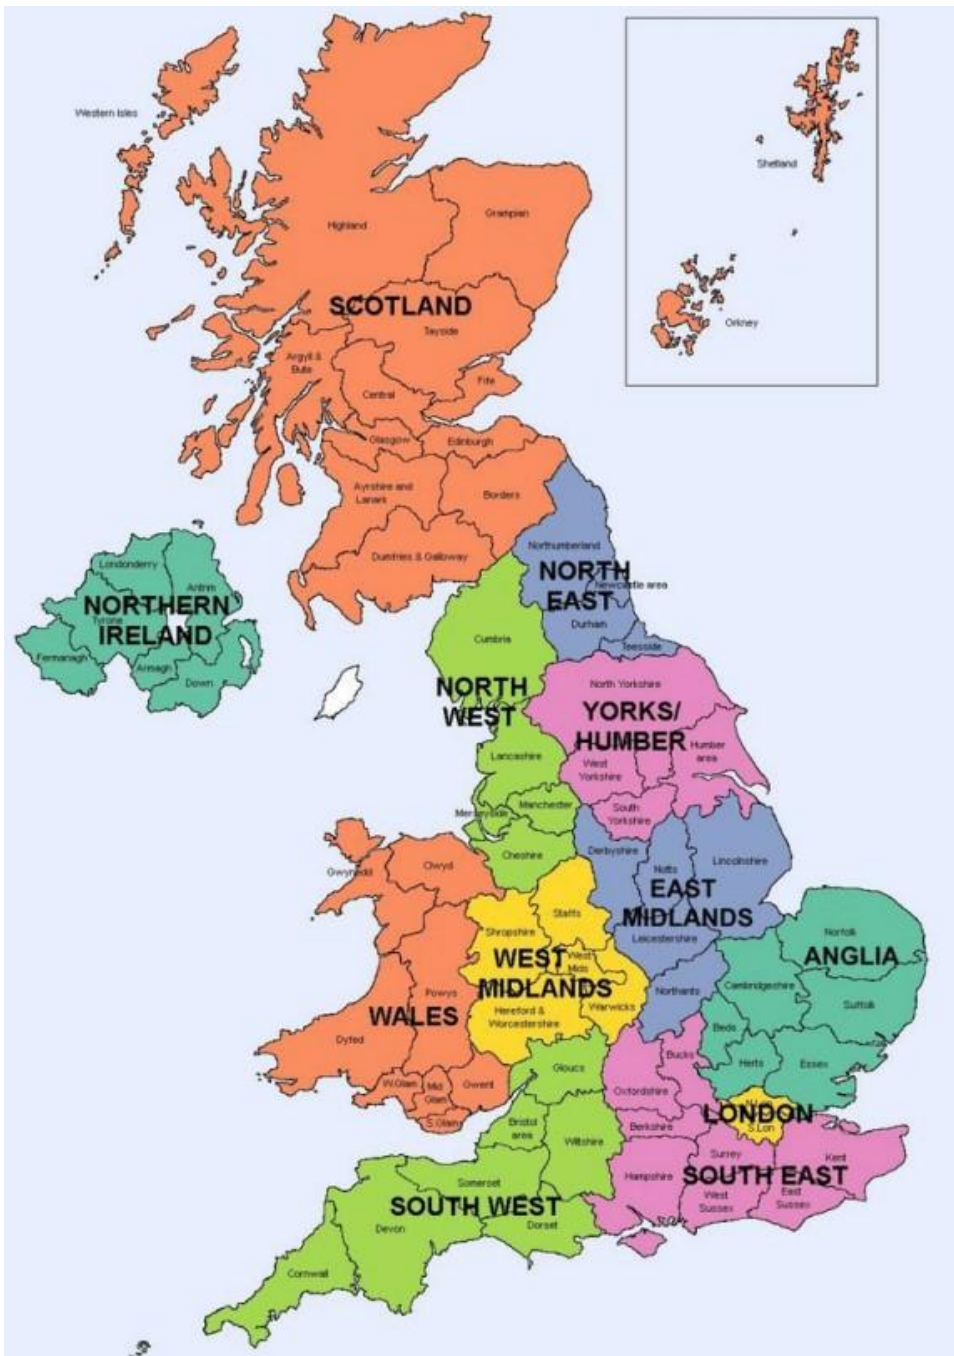 Western Isles
Shetland
Grampian
Highland
SCOTLAND
Orkney
Tayside
Argyll &
Bute
Fife
Central
Glasgow
Edinburgh
Ayrshire and
Lanark
Borders
Dumfries & Galloway
Northumberland
NORTH
EAST
Newcastle area
Durham
Teesside
Londonderry
Antrim
NORTHERN
IRELAND
Tyrone
Fermanagh
Armagh
Down
Cumbria
NORTH
WEST
North Yorkshire
YORKS/
HUMBER
Humber
area
West
Yorkshire
South
Yorkshire
Lancashire
Merseyside
Manchester
Cheshire
Derbyshire
Notts
Lincolnshire
EAST
MIDLANDS
Leicestershire
Northants
Gwynedd
Clwyd
Powys
WALES
Dyfed
W.Glam
Mid
Glam
S.Glam
Gwent
Staffs
Shropshire
WEST
MIDLANDS
West
Mids
Hereford &
Worcestershire
Warwicks
Norfolk
ANGLIA
Cambridgeshire
Suffolk
Beds
Herts
Essex
Gloucs
Bristol
area
Wiltshire
Somerset
SOUTH WEST
Devon
Dorset
Cornwall
Bucks
Oxfordshire
Berkshire
LONDON
S.Lon
Surrey
Kent
Hampshire
SOUTH EAST
West
Sussex
East
Sussex